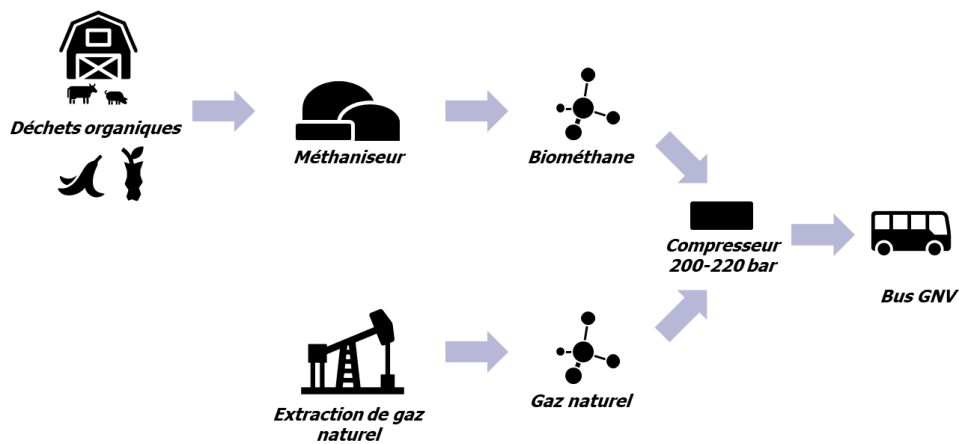 Déchets organiques
Méthaniseur
Biométhane
Compresseur
200-220 bar
Bus GNV
Extraction de gaz
naturel
Gaz naturel